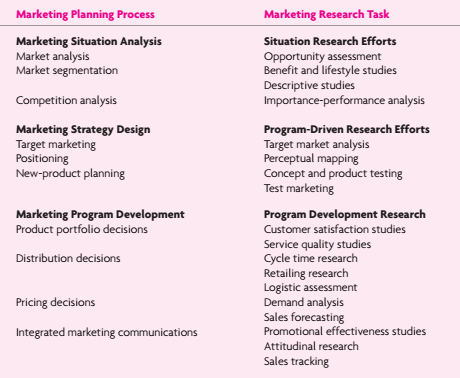 Marketing Planning Process Marketing Research Task
Marketing Situation Analysis Situation Research Efforts
Market analysis Opportunity assessment
Market segmentation Benefit and lifestyle studies
Descriptive studies
Competition analysis Importance-performance analysis
Marketing Strategy Design Program-Driven Research Efforts
Target marketing Target market analysis
Positioning Perceptual mapping
New-product planning Concept and product testing
Test marketing
Marketing Program Development Program Development Research
Product portfolio decisions Customer satisfaction studies
Service quality studies
Distribution decisions Cycle time research
Retailing research
Logistic assessment
Pricing decisions Demand analysis
Sales forecasting
Integrated marketing communications Promotional effectiveness studies
Attitudinal research
Sales tracking